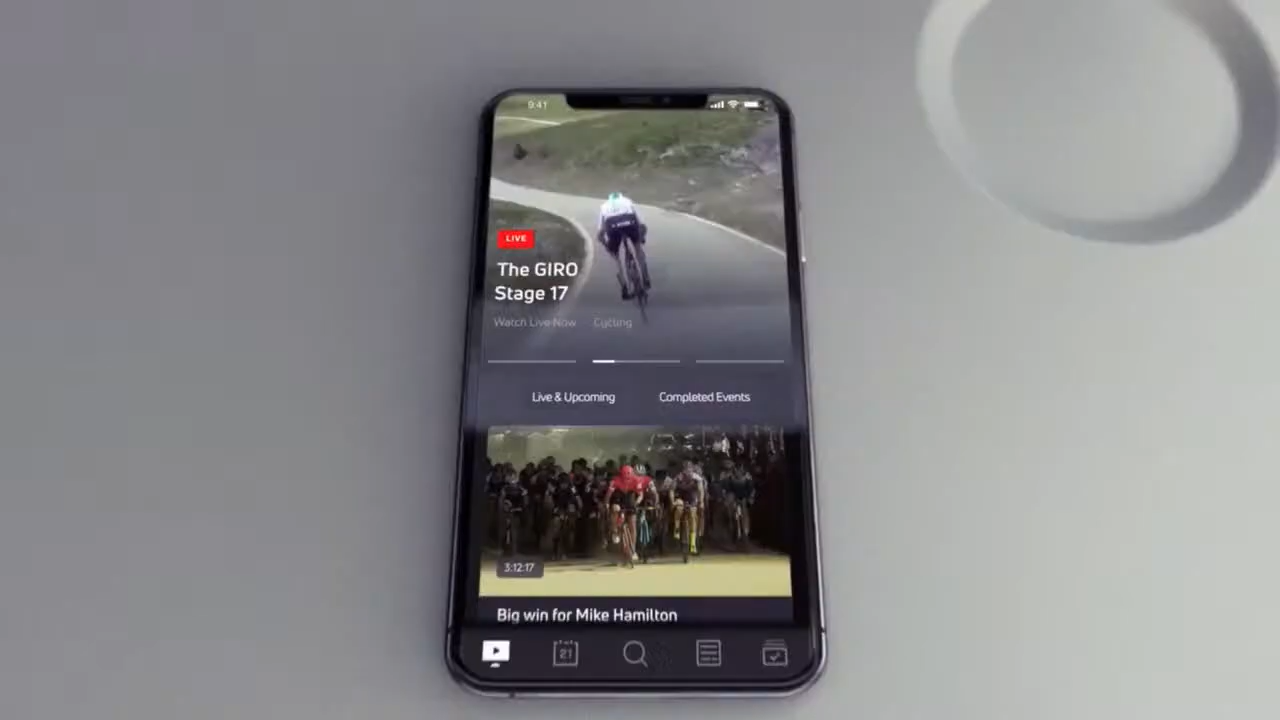 9:41
LIVE
The GIRO
Stage 17
Watch Live Now Cycling
Live & Upcoming Completed Events
3:12:17
Big win for Mike Hamilton
21